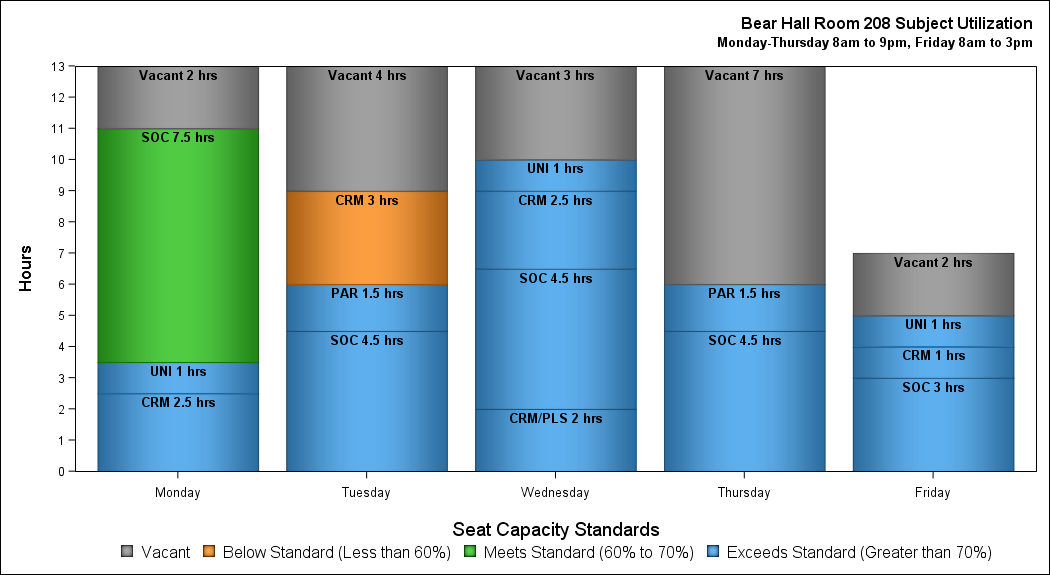 Bear Hall Room 208 Subject Utilization
Monday-Thursday 8am to 9pm, Friday 8am to 3pm
Hours
13
12
11
10
9
8
7
6
5
4
3
2
1
0
Vacant 2 hrs
SOC 7.5 hrs
UNI 1 hrs
CRM 2.5 hrs
Vacant 4 hrs
CRM 3 hrs
PAR 1.5 hrs
SOC 4.5 hrs
Vacant 3 hrs
UNI 1 hrs
CRM 2.5 hrs
SOC 4.5 hrs
CRM/PLS 2 hrs
Vacant 7 hrs
PAR 1.5 hrs
SOC 4.5 hrs
Vacant 2 hrs
UNI 1 hrs
CRM 1 hrs
SOC 3 hrs
Monday Tuesday Wednesday Thursday Friday
Seat Capacity Standards
Vacant Below Standard (Less than 60%) Meets Standard (60% to 70%) Exceeds Standard (Greater than 70%)